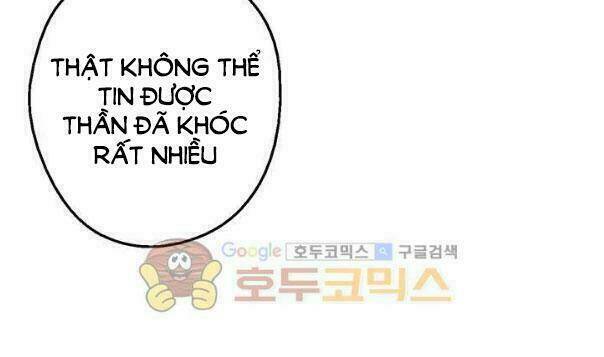 THẬT KHÔNG THỂ
TIN ĐƯỢC
THẦN ĐÃ KHÓC
RẤT NHIỀU
Google 호두코믹스 구글검색
호두코믹스